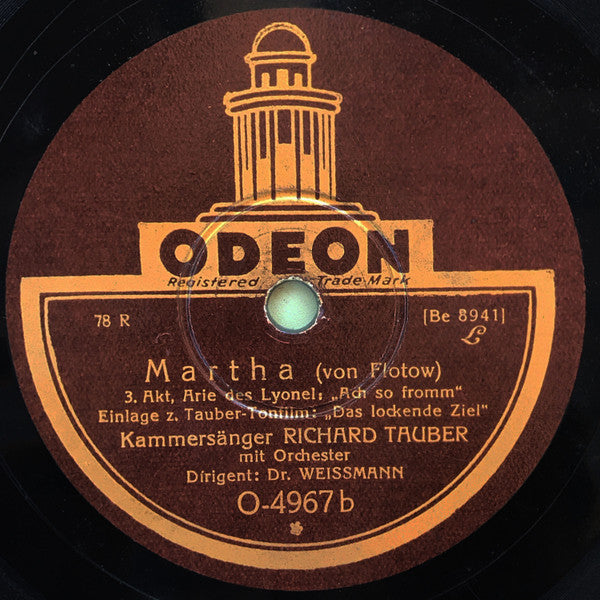 ODEON
Registered Trade Mark
78 R
[Be 8941]
L
Martha (von Flotow)
3. Akt, Arie des Lyonel: „Ach so fromm"
Einlage z. Tauber-Tonfilm: „Das lockende Ziel"
Kammersänger RICHARD TAUBER
mit Orchester
Dirigent: Dr. WEISSMANN
O-4967b